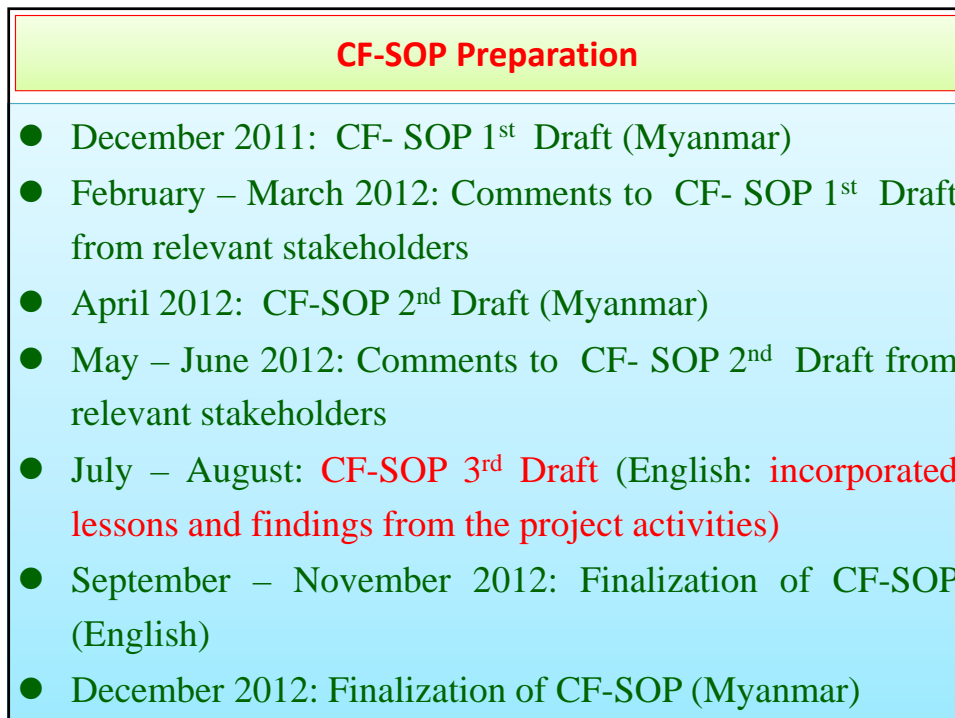 CF-SOP Preparation
● December 2011: CF- SOP 1st Draft (Myanmar)
● February – March 2012: Comments to CF- SOP 1st Draft
from relevant stakeholders
● April 2012: CF-SOP 2nd Draft (Myanmar)
● May – June 2012: Comments to CF- SOP 2nd Draft from
relevant stakeholders
● July – August: CF-SOP 3rd Draft (English: incorporated
lessons and findings from the project activities)
● September – November 2012: Finalization of CF-SOP
(English)
● December 2012: Finalization of CF-SOP (Myanmar)